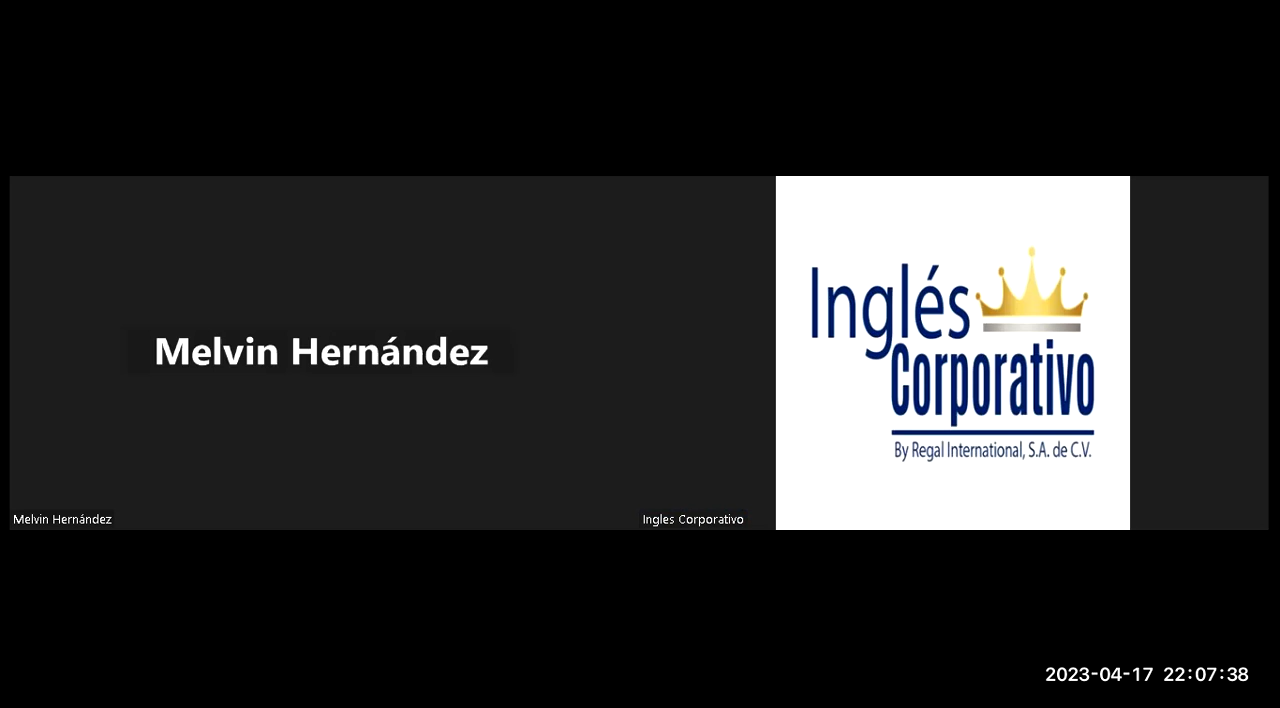 Melvin Hernández
Melvin Hernández
Inglés
Corporativo
By Regal International, S.A. de C.V.
Ingles Corporativo
2023-04-17 22:07:38